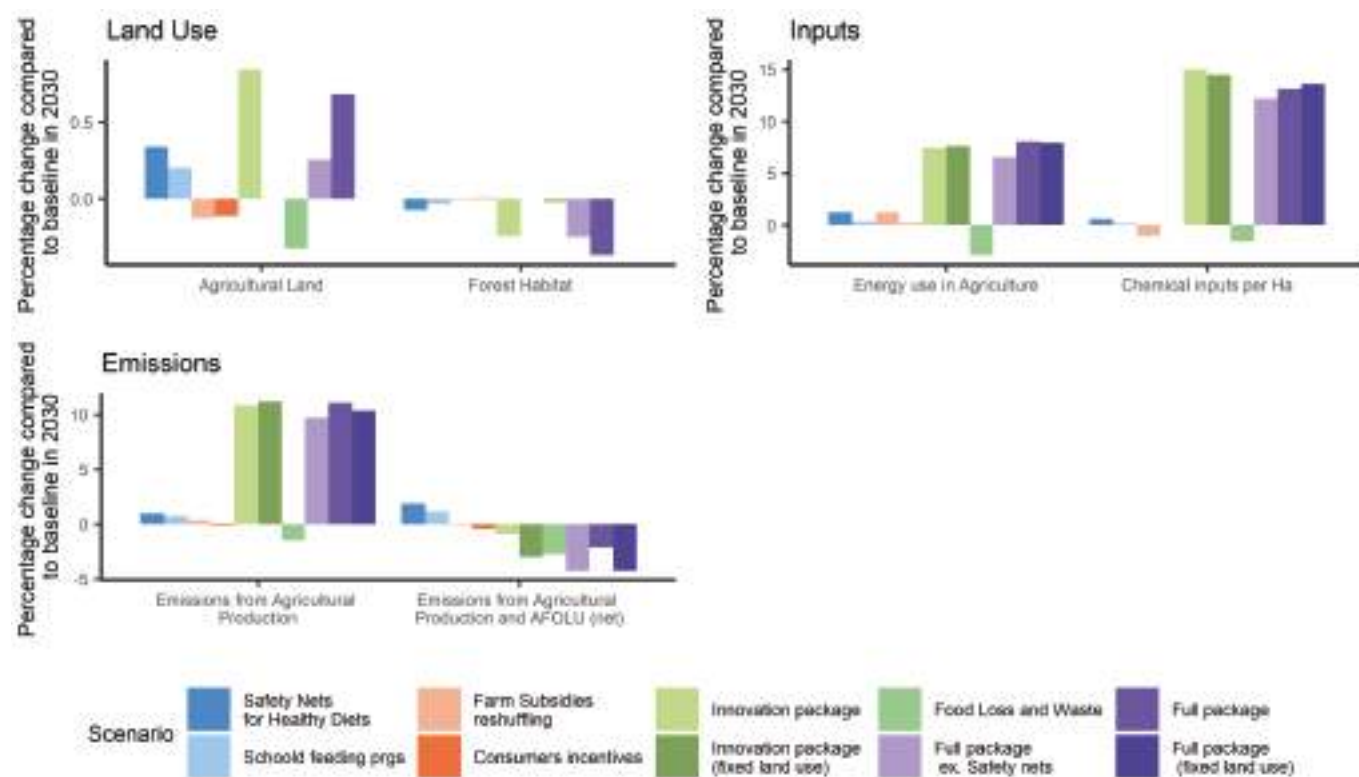 Land Use
Percentage change compared
to baseline in 2030
0.5
0.0
Agricultural Land
Forest Habitat
Inputs
Percentage change compared
to baseline in 2030
15
10
5
0
Energy use in Agriculture
Chemical inputs per Ha
Emissions
Percentage change compared
to baseline in 2030
10
5
0
-5
Emissions from Agricultural
Production
Emissions from Agricultural
Production and AFOLU (net)
Scenario
Safety Nets
for Healthy Diets
Schoold feeding prgs
Farm Subsidies
reshuffling
Consumers incentives
Innovation package
Innovation package
(fixed land use)
Food Loss and Waste
Full package
ex. Safety nets
Full package
Full package
(fixed land use)